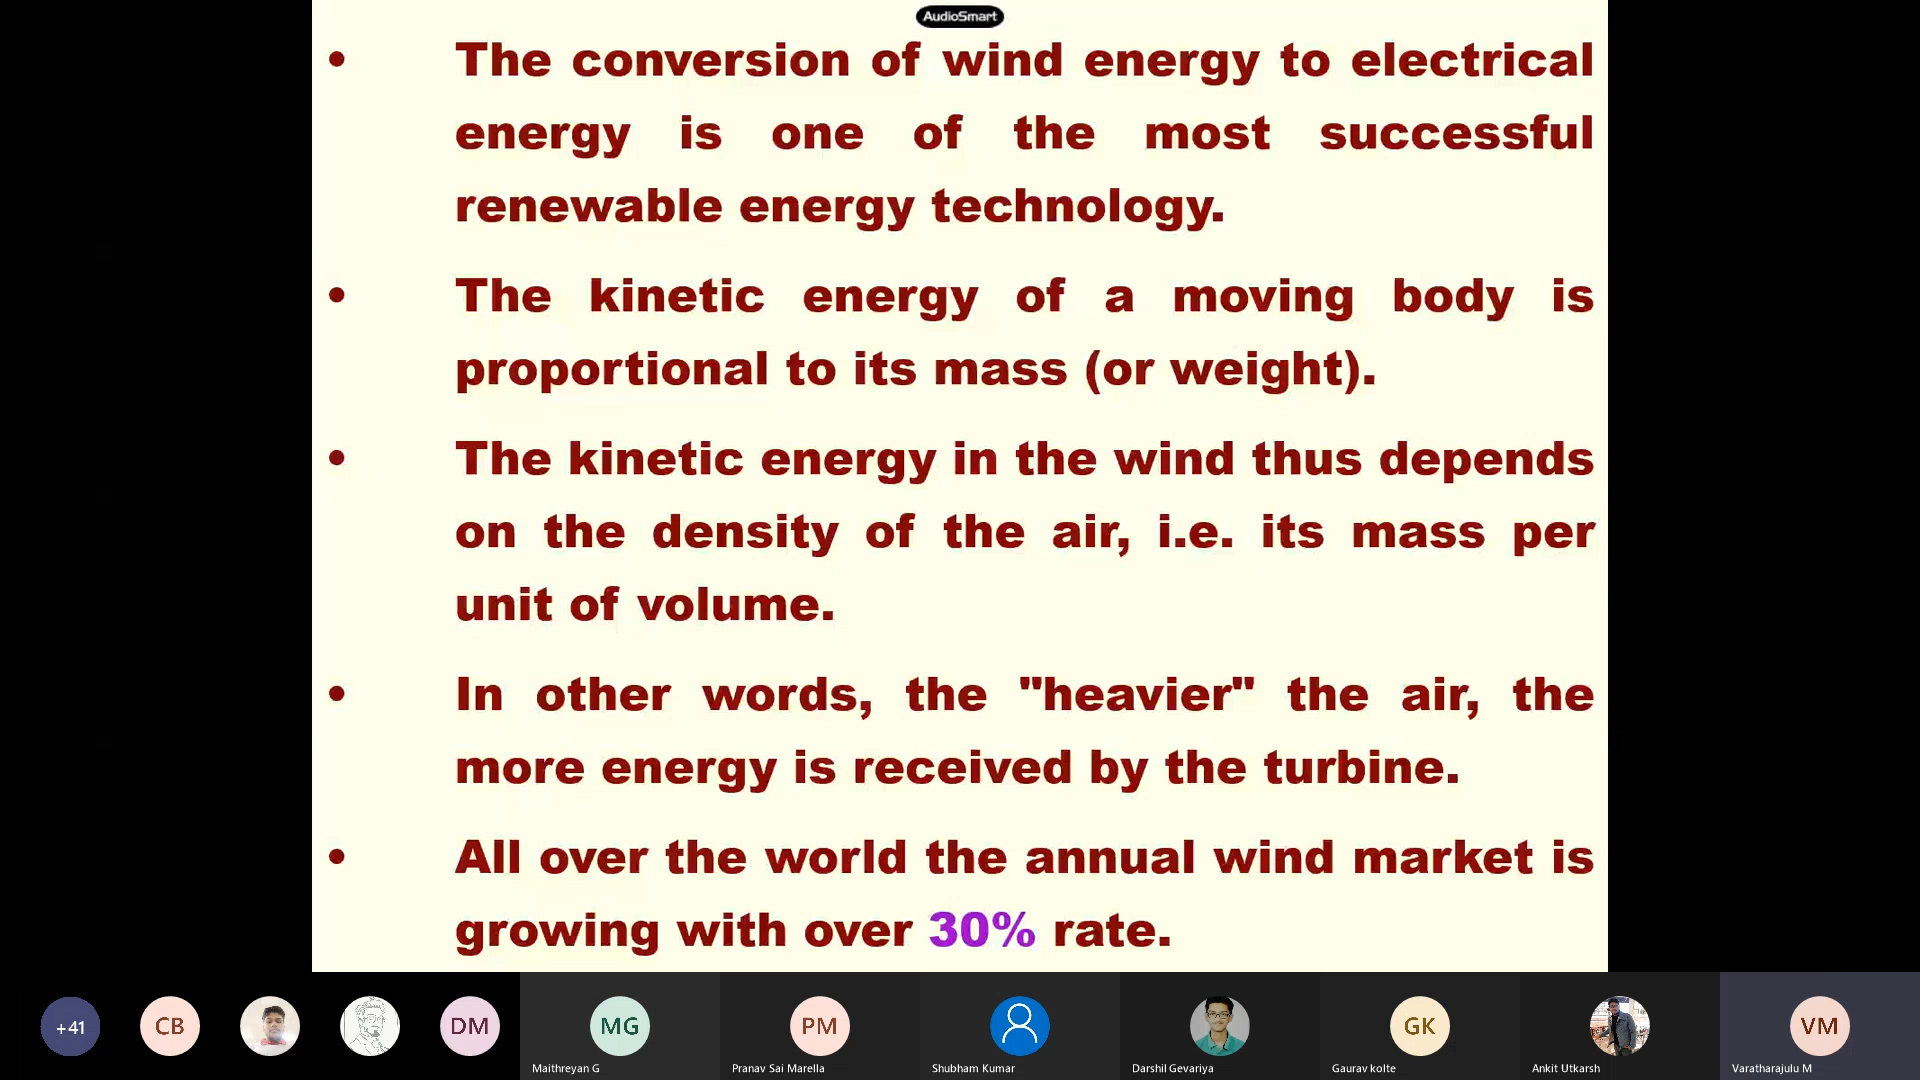 AudioSmart
• The conversion of wind energy to electrical
energy is one of the most successful
renewable energy technology.
• The kinetic energy of a moving body is
proportional to its mass (or weight).
• The kinetic energy in the wind thus depends
on the density of the air, i.e. its mass per
unit of volume.
• In other words, the "heavier" the air, the
more energy is received by the turbine.
• All over the world the annual wind market is
growing with over 30% rate.
+41
CB
DM
MG
PM
GK
VM
Maithreyan G
Pranav Sai Marella
Shubham Kumar
Darshil Gevariya
Gaurav kolte
Ankit Utkarsh
Varatharajulu M